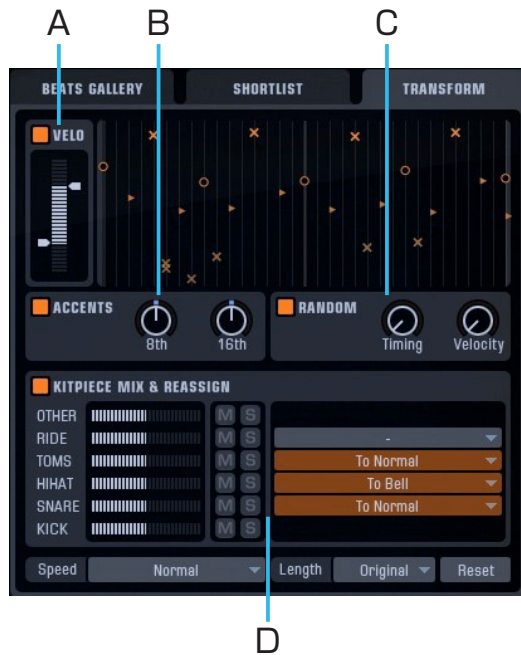 A B C
BEATS GALLERY SHORTLIST TRANSFORM
VELO
ACCENTS 8th 16th RANDOM Timing Velocity
KITPIECE MIX & REASSIGN
OTHER M S
RIDE M S -
TOMS M S To Normal
HIHAT M S To Bell
SNARE M S To Normal
KICK M S
Speed Normal Length Original Reset
D